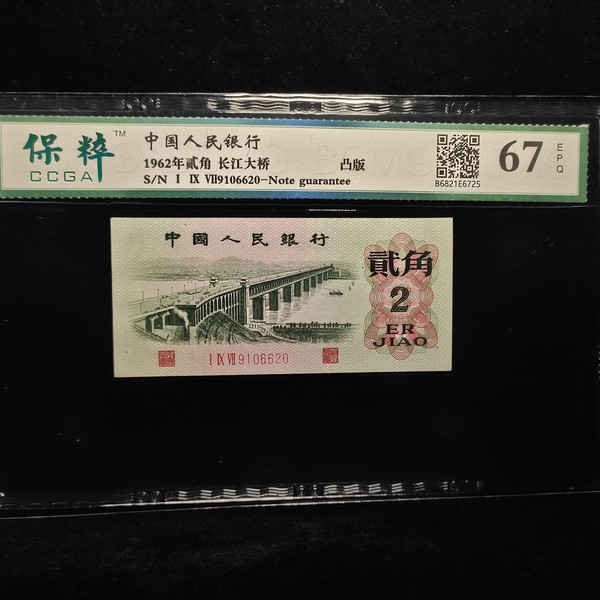 保粹™
CCGA
中国人民银行
1962年贰角 长江大桥 凸版
S/N I IX VII9106620-Note guarantee
B6821E6725
67
EPQ
中國人民銀行
貳角
2
ER
JIAO
I IX VII 9106620